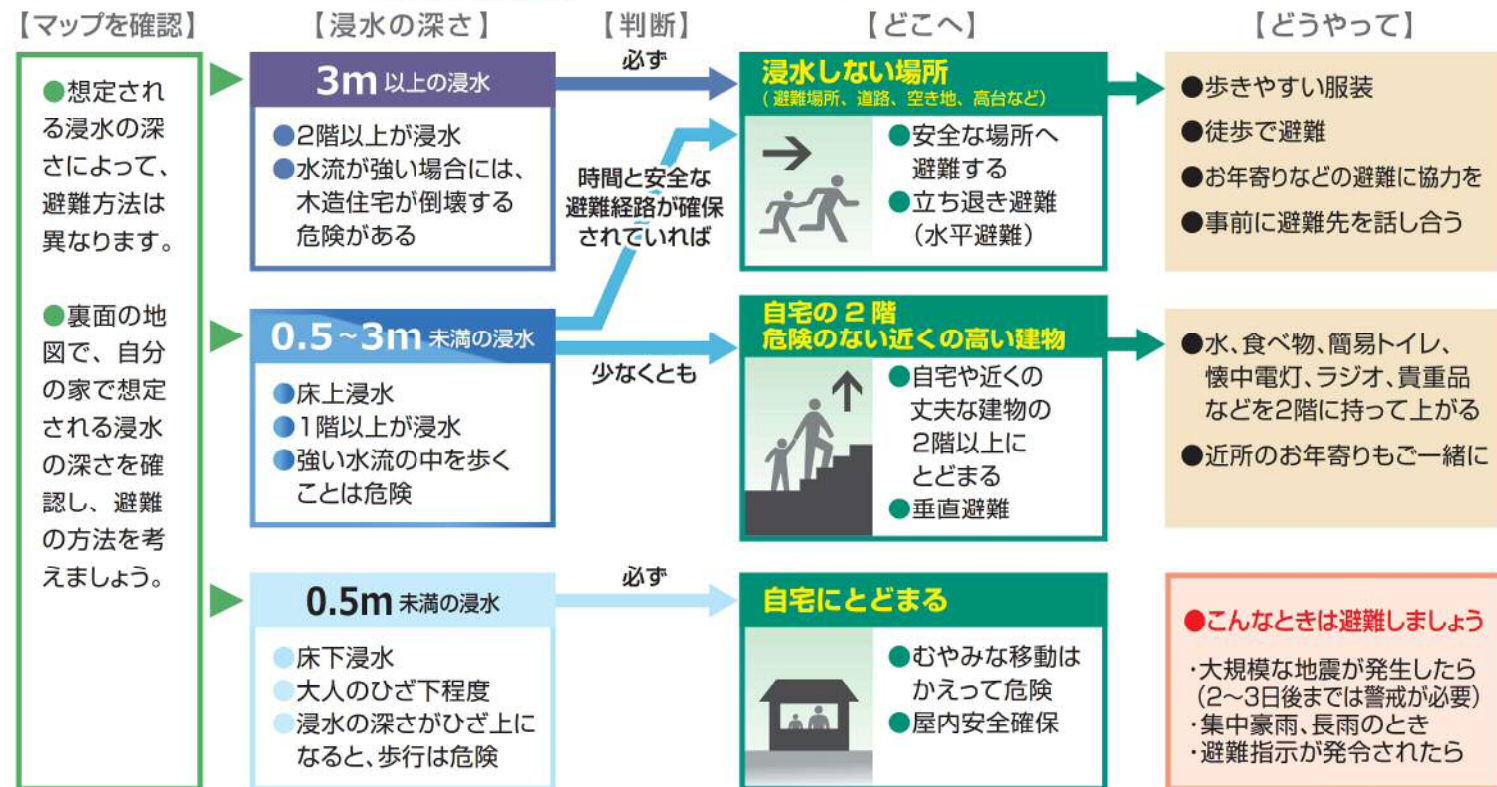 【マップを確認】
【浸水の深さ】
【判断】
【どこへ】
【どうやって】
●想定され
る浸水の深
さによって、
避難方法は
異なります。
●裏面の地
図で、自分
の家で想定
される浸水
の深さを確
認し、避難
の方法を考
えましょう。
3m 以上の浸水
●2階以上が浸水
●水流が強い場合には、
木造住宅が倒壊する
危険がある
必ず
時間と安全な
避難経路が確保
されていれば
浸水しない場所
(避難場所、道路、空き地、高台など)
●安全な場所へ
避難する
●立ち退き避難
(水平避難)
●歩きやすい服装
●徒歩で避難
●お年寄りなどの避難に協力を
●事前に避難先を話し合う
0.5~3m 未満の浸水
●床上浸水
●1階以上が浸水
●強い水流の中を歩く
ことは危険
少なくとも
自宅の2階
危険のない近くの高い建物
●自宅や近くの
丈夫な建物の
2階以上に
とどまる
●垂直避難
●水、食べ物、簡易トイレ、
懐中電灯、ラジオ、貴重品
などを2階に持って上がる
●近所のお年寄りもご一緒に
0.5m 未満の浸水
●床下浸水
●大人のひざ下程度
●浸水の深さがひざ上に
なると、歩行は危険
必ず
自宅にとどまる
●むやみな移動は
かえって危険
●屋内安全確保
●こんなときは避難しましょう
・大規模な地震が発生したら
(2~3日後までは警戒が必要)
・集中豪雨、長雨のとき
・避難指示が発令されたら